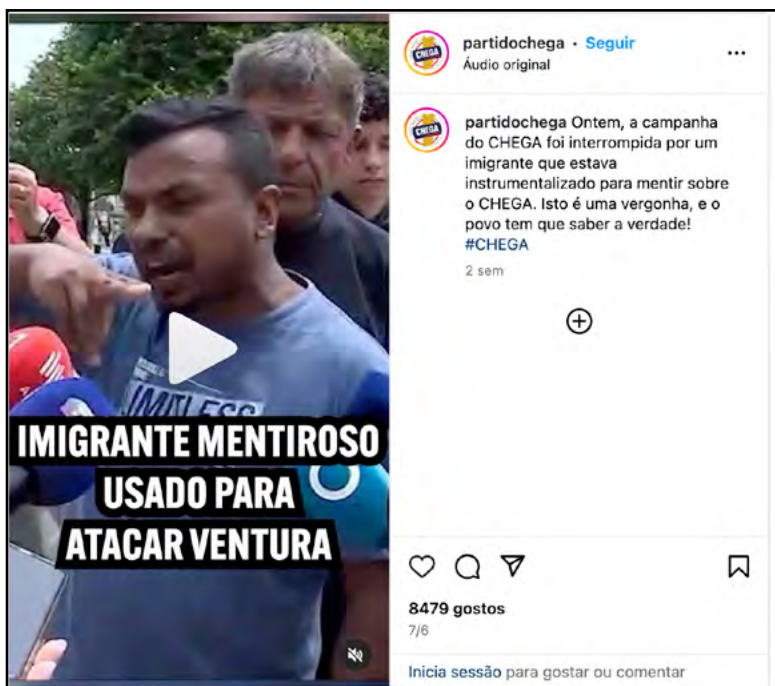 partidochega • Seguir
Áudio original
CHEGA
CHEGA
partidochega Ontem, a campanha
do CHEGA foi interrompida por um
imigrante que estava
instrumentalizado para mentir sobre
o CHEGA. Isto é uma vergonha, e o
povo tem que saber a verdade!
#CHEGA
2 sem
IMIGRANTE MENTIROSO
USADO PARA
ATACAR VENTURA
8479 gostos
7/6
Inicia sessão para gostar ou comentar